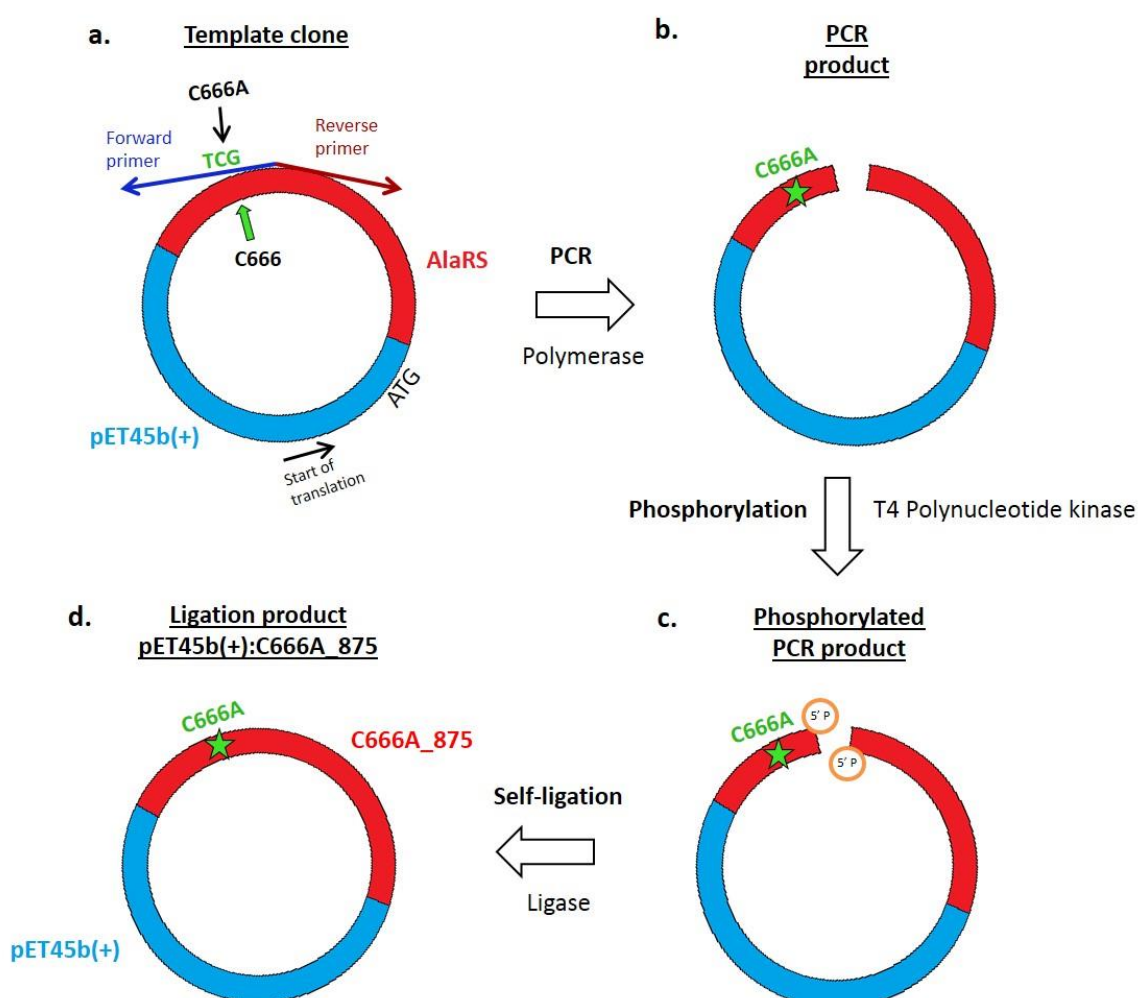 a.
Template clone
C666A
Forward
primer
TCG
Reverse
primer
C666
AlaRS
ATG
pET45b(+)
Start of
translation
PCR
Polymerase
b.
PCR
product
C666A
Phosphorylation
T4 Polynucleotide kinase
c.
Phosphorylated
PCR product
C666A
5' P
5' P
Self-ligation
Ligase
d.
Ligation product
pET45b(+):C666A_875
C666A
C666A_875
pET45b(+)